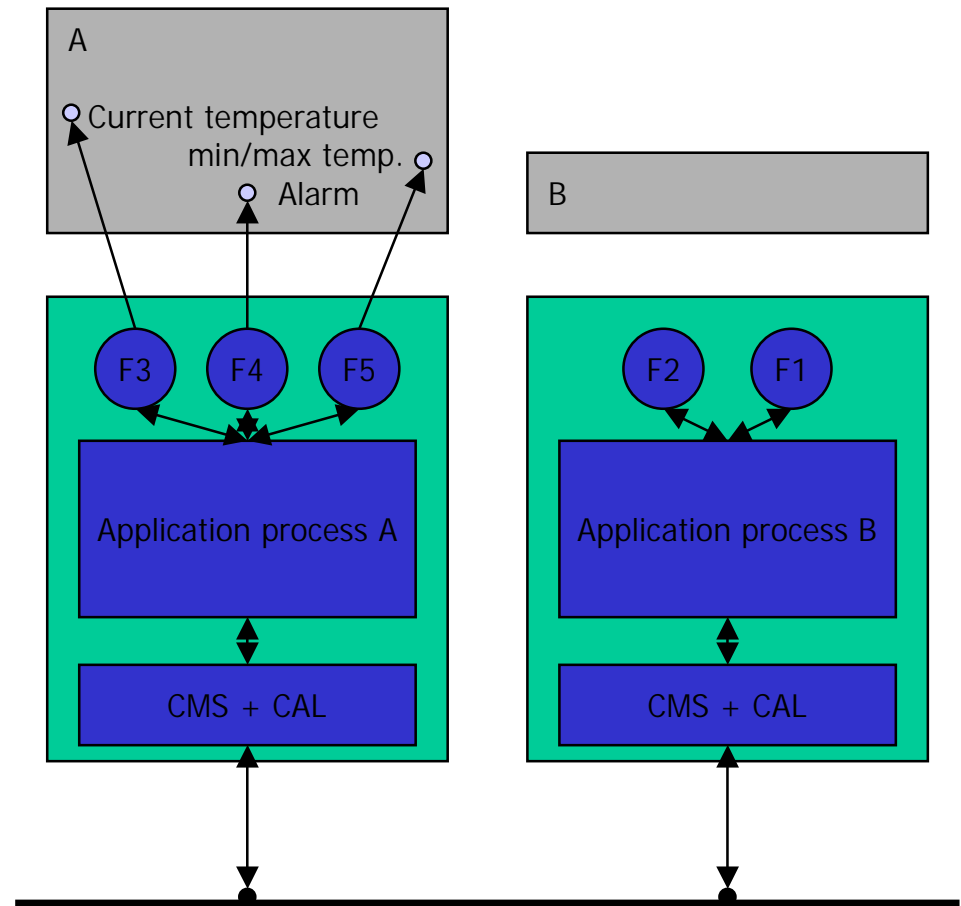 A
Current temperature
min/max temp.
Alarm
B
F3 F4 F5
F2 F1
Application process A
Application process B
CMS + CAL
CMS + CAL